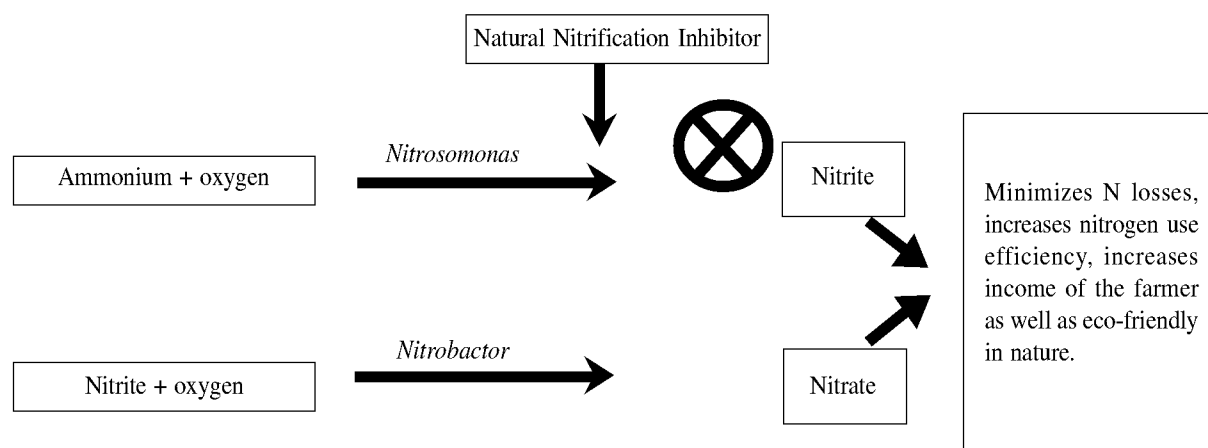 Natural Nitrification Inhibitor
Nitrosomonas
Ammonium + oxygen
Nitrite
Minimizes N losses,
increases nitrogen use
efficiency, increases
income of the farmer
as well as eco-friendly
in nature.
Nitrobactor
Nitrite + oxygen
Nitrate